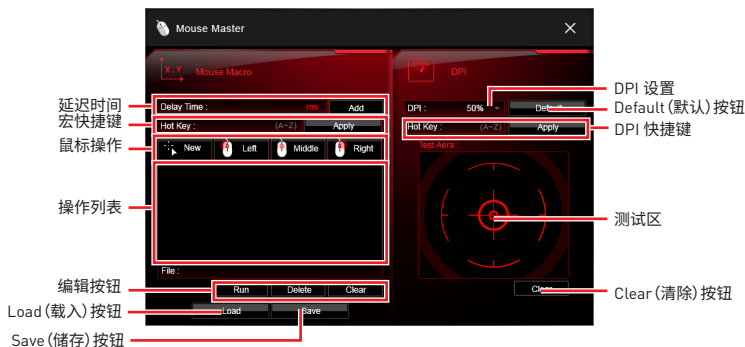 Mouse Master
X, Y
Mouse Macro
DPI
延迟时间
Delay Time :
ms
Add
DPI :
50%
Default
DPI 设置
Default (默认) 按钮
宏快捷键
Hot Key :
(A~Z)
Apply
Hot Key :
(A~Z)
Apply
DPI 快捷键
鼠标操作
New
Left
Middle
Right
Test Aera :
操作列表
测试区
File :
编辑按钮
Run
Delete
Clear
Clear
Clear (清除) 按钮
Load (载入) 按钮
Load
Save
Save (储存) 按钮